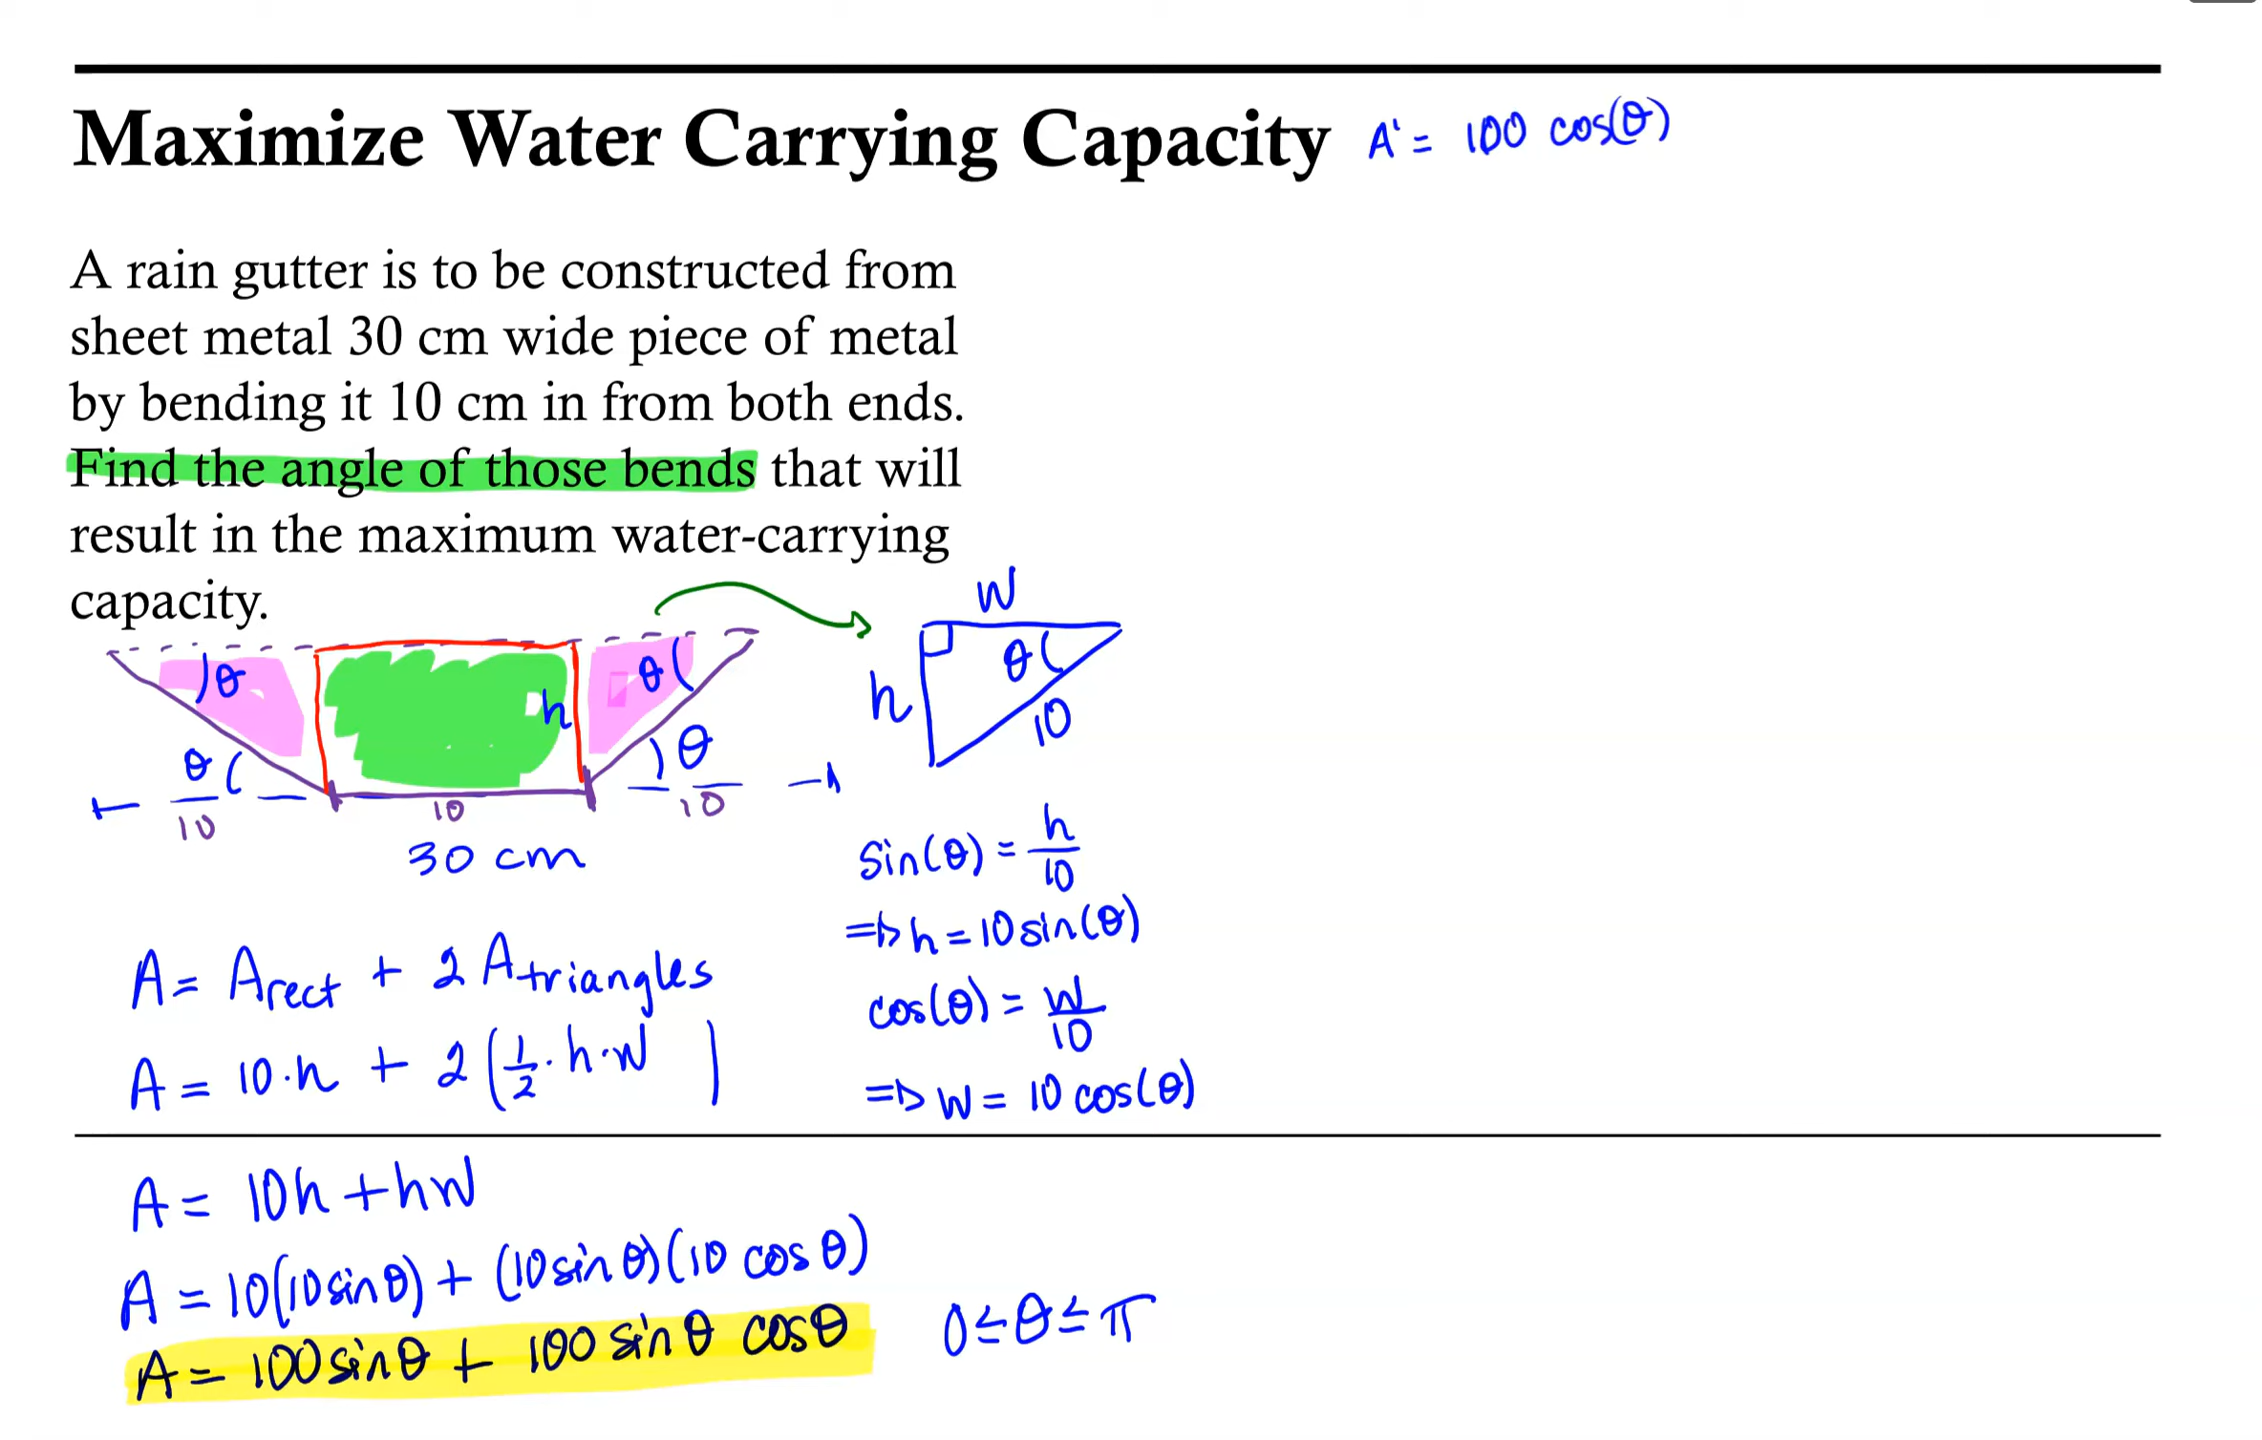 Maximize Water Carrying Capacity A' = 100 cos(θ)
A rain gutter is to be constructed from
sheet metal 30 cm wide piece of metal
by bending it 10 cm in from both ends.
Find the angle of those bends that will
result in the maximum water-carrying
capacity.
w
θ
h
θ
θ
h
10
θ
θ
10
10
10
30 cm
sin(θ) = h/10
=> h = 10 sin(θ)
cos(θ) = w/10
=> w = 10 cos(θ)
A = Arect + 2 Atriangles
A = 10·h + 2 (1/2 · h·w )
A = 10h + hw
A = 10(10 sin θ) + (10 sin θ)(10 cos θ)
A = 100 sin θ + 100 sin θ cos θ
0 ≤ θ ≤ π